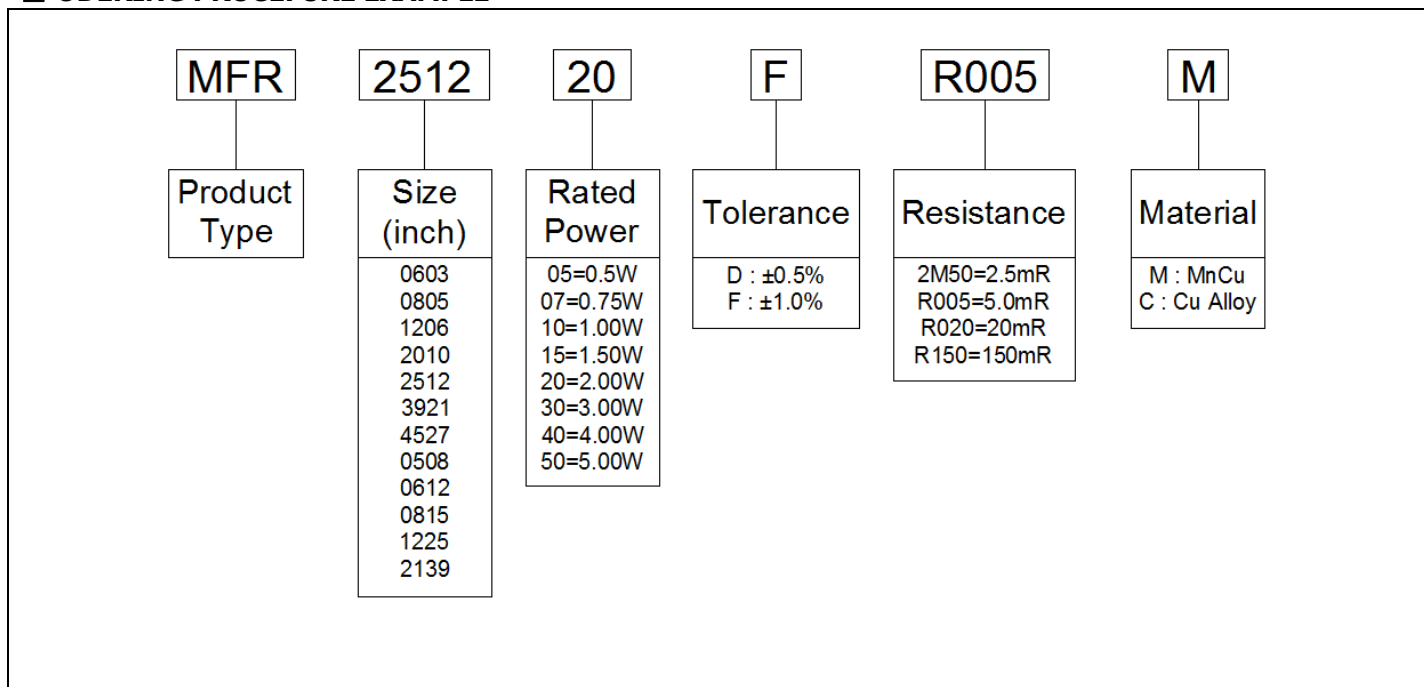 MFR 2512 20 F R005 M
Product
Type
Size
(inch)
0603
0805
1206
2010
2512
3921
4527
0508
0612
0815
1225
2139
Rated
Power
05=0.5W
07=0.75W
10=1.00W
15=1.50W
20=2.00W
30=3.00W
40=4.00W
50=5.00W
Tolerance
D : ±0.5%
F : ±1.0%
Resistance
2M50=2.5mR
R005=5.0mR
R020=20mR
R150=150mR
Material
M : MnCu
C : Cu Alloy